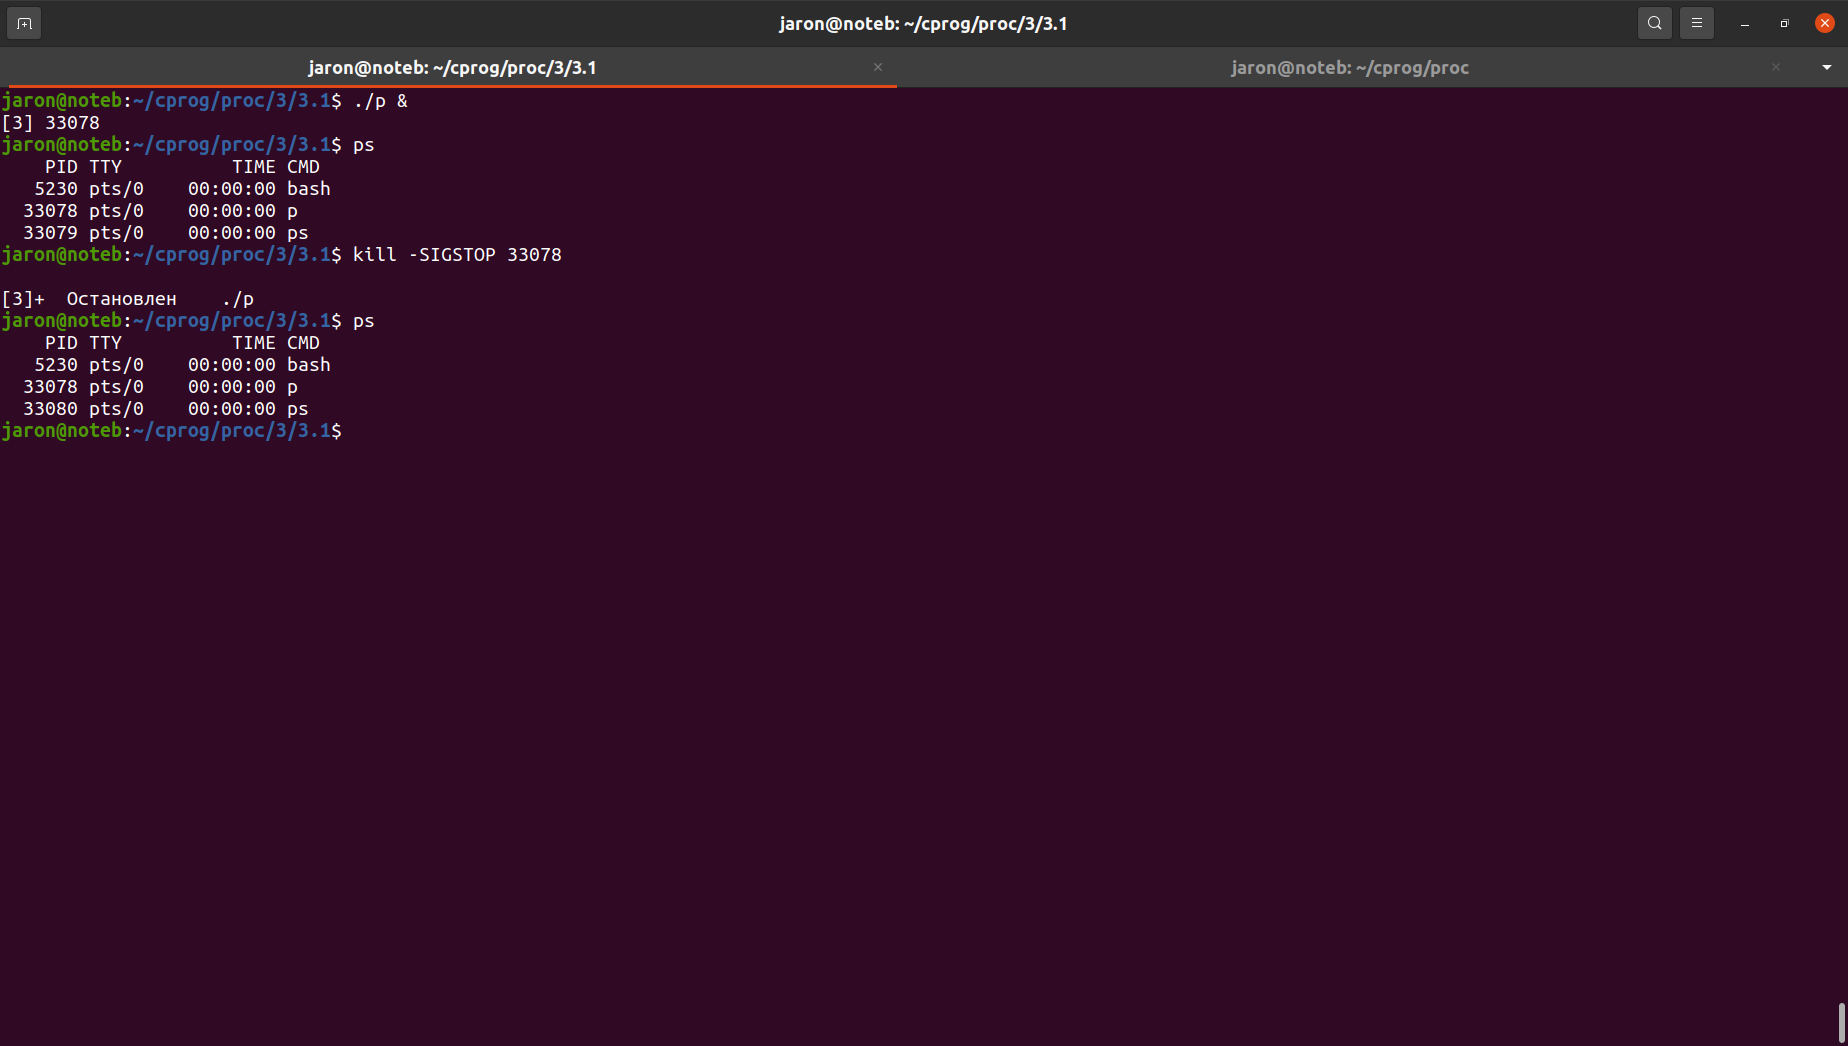 jaron@noteb: ~/cprog/proc/3/3.1
jaron@noteb: ~/cprog/proc/3/3.1
jaron@noteb: ~/cprog/proc
jaron@noteb:~/cprog/proc/3/3.1$ ./p &
[3] 33078
jaron@noteb:~/cprog/proc/3/3.1$ ps
    PID TTY          TIME CMD
   5230 pts/0    00:00:00 bash
  33078 pts/0    00:00:00 p
  33079 pts/0    00:00:00 ps
jaron@noteb:~/cprog/proc/3/3.1$ kill -SIGSTOP 33078
[3]+  Остановлен    ./p
jaron@noteb:~/cprog/proc/3/3.1$ ps
    PID TTY          TIME CMD
   5230 pts/0    00:00:00 bash
  33078 pts/0    00:00:00 p
  33080 pts/0    00:00:00 ps
jaron@noteb:~/cprog/proc/3/3.1$